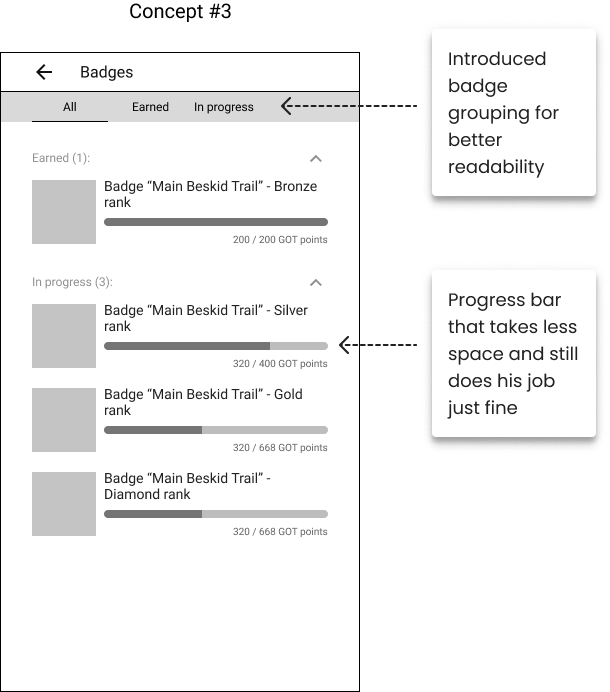 Concept #3
Badges
All Earned In progress
Introduced
badge
grouping for
better
readability
Earned (1):
Badge “Main Beskid Trail” - Bronze
rank
200 / 200 GOT points
In progress (3):
Badge “Main Beskid Trail” - Silver
rank
320 / 400 GOT points
Progress bar
that takes less
space and still
does his job
just fine
Badge “Main Beskid Trail” - Gold
rank
320 / 668 GOT points
Badge “Main Beskid Trail” -
Diamond rank
320 / 668 GOT points